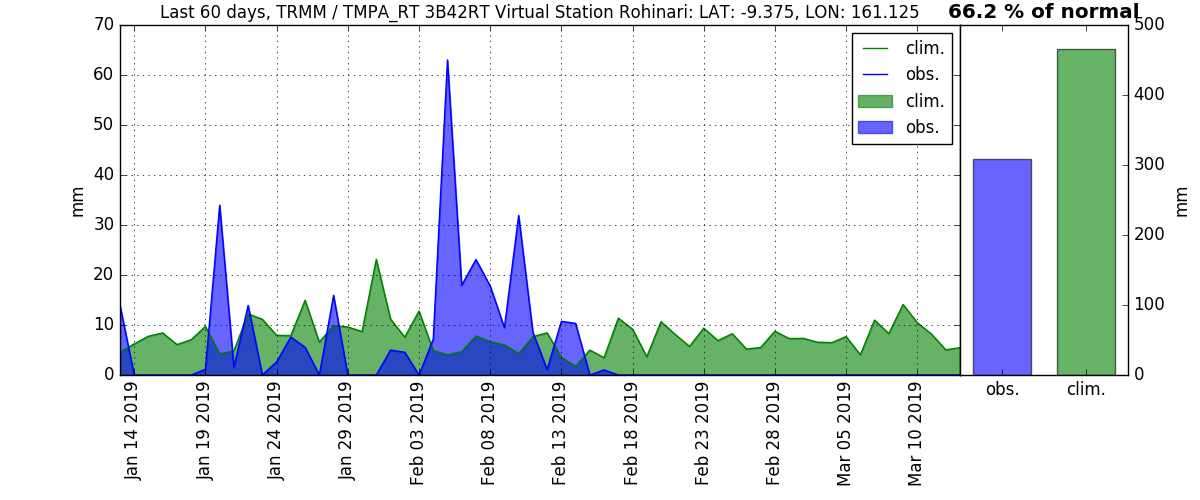 Last 60 days, TRMM / TMPA_RT 3B42RT Virtual Station Rohinari: LAT: -9.375, LON: 161.125
66.2 % of normal
70
60
50
40
30
20
10
0
mm
clim.
obs.
clim.
obs.
Jan 14 2019
Jan 19 2019
Jan 24 2019
Jan 29 2019
Feb 03 2019
Feb 08 2019
Feb 13 2019
Feb 18 2019
Feb 23 2019
Feb 28 2019
Mar 05 2019
Mar 10 2019
500
400
300
200
100
0
mm
obs.
clim.